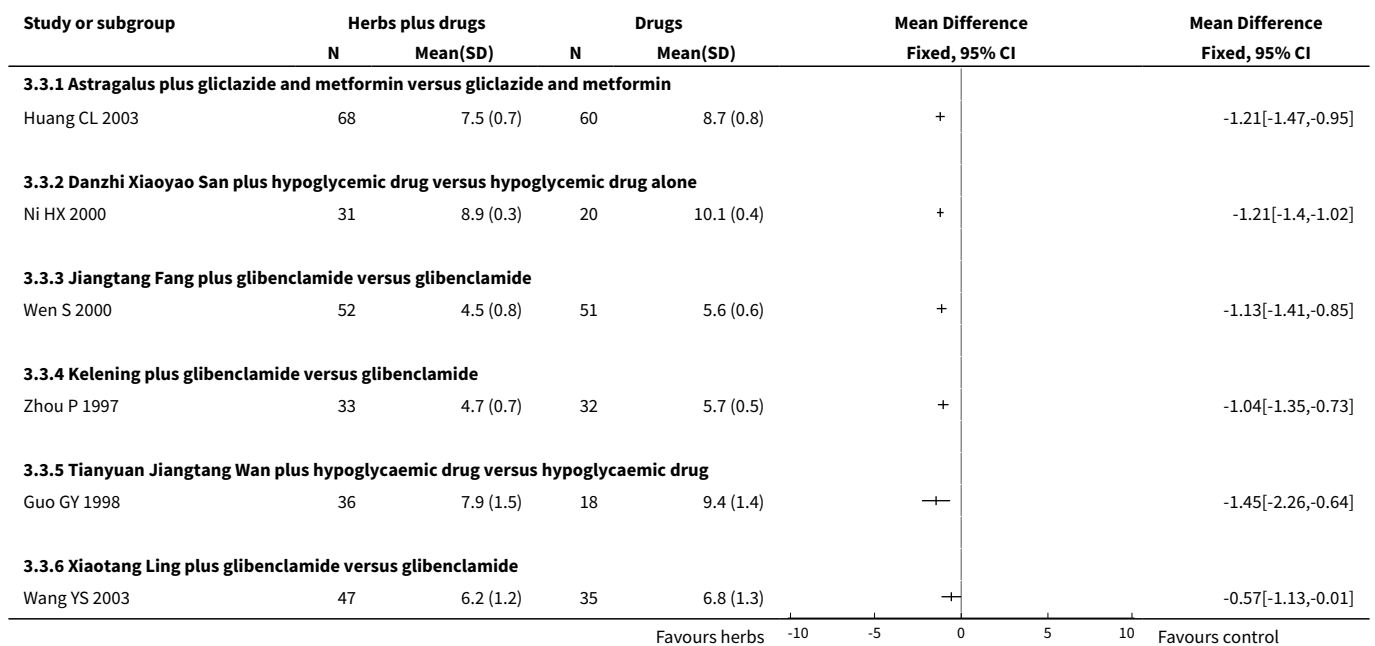 Study or subgroup Herbs plus drugs Drugs Mean Difference Mean Difference
N Mean(SD) N Mean(SD) Fixed, 95% CI Fixed, 95% CI
3.3.1 Astragalus plus gliclazide and metformin versus gliclazide and metformin
Huang CL 2003 68 7.5 (0.7) 60 8.7 (0.8) -1.21[-1.47,-0.95]
3.3.2 Danzhi Xiaoyao San plus hypoglycemic drug versus hypoglycemic drug alone
Ni HX 2000 31 8.9 (0.3) 20 10.1 (0.4) -1.21[-1.4,-1.02]
3.3.3 Jiangtang Fang plus glibenclamide versus glibenclamide
Wen S 2000 52 4.5 (0.8) 51 5.6 (0.6) -1.13[-1.41,-0.85]
3.3.4 Kelening plus glibenclamide versus glibenclamide
Zhou P 1997 33 4.7 (0.7) 32 5.7 (0.5) -1.04[-1.35,-0.73]
3.3.5 Tianyuan Jiangtang Wan plus hypoglycaemic drug versus hypoglycaemic drug
Guo GY 1998 36 7.9 (1.5) 18 9.4 (1.4) -1.45[-2.26,-0.64]
3.3.6 Xiaotang Ling plus glibenclamide versus glibenclamide
Wang YS 2003 47 6.2 (1.2) 35 6.8 (1.3) -0.57[-1.13,-0.01]
Favours herbs -10 -5 0 5 10 Favours control